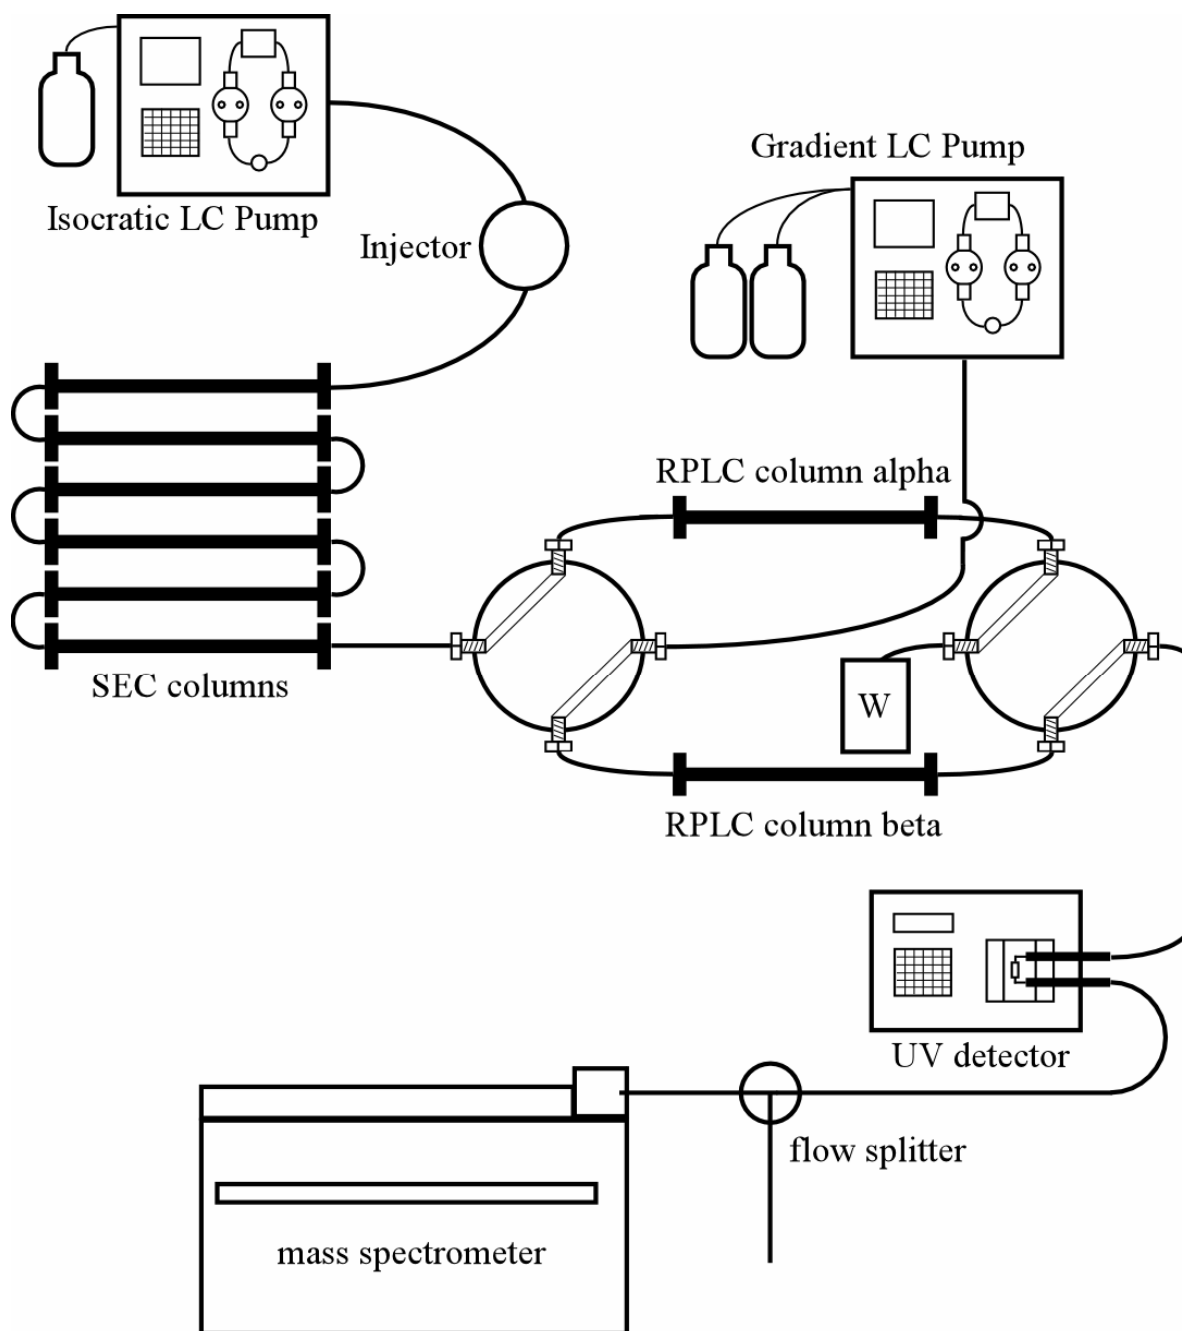 Isocratic LC Pump
Injector
Gradient LC Pump
RPLC column alpha
SEC columns
W
RPLC column beta
UV detector
flow splitter
mass spectrometer